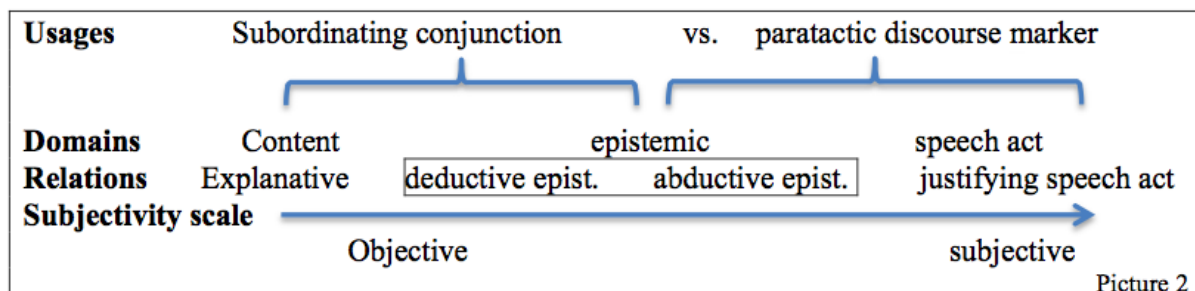 Usages Subordinating conjunction vs. paratactic discourse marker
Domains Content epistemic speech act
Relations Explanative deductive epist. abductive epist. justifying speech act
Subjectivity scale
Objective subjective
Picture 2